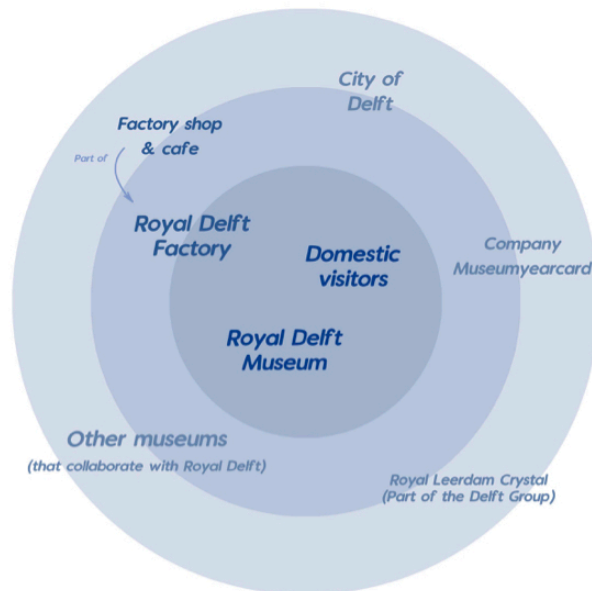 City of
Delft
Factory shop
& cafe
Part of
Royal Delft
Factory
Domestic
visitors
Company
Museumyearcard
Royal Delft
Museum
Other museums
(that collaborate with Royal Delft)
Royal Leerdam Crystal
(Part of the Delft Group)